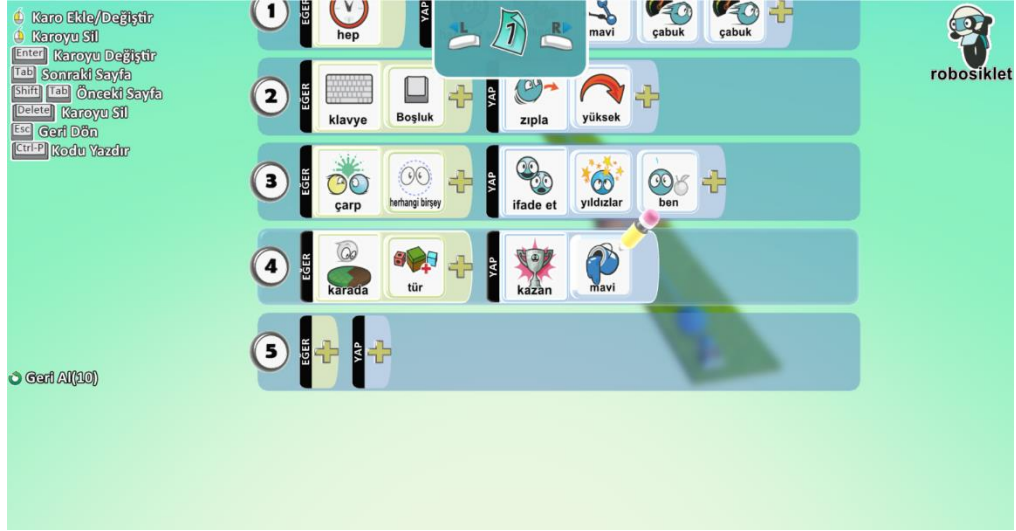 Karo Ekle/Değiştir
Karoyu Sil
Enter Karoyu Değiştir
Tab Sonraki Sayfa
Shift Tab Önceki Sayfa
Delete Karoyu Sil
Esc Geri Dön
Ctrl-P Kodu Yazdır
Geri Al(10)
robosiklet
L 1 R
1 EĞER hep YAP mavi çabuk çabuk
2 EĞER klavye Boşluk YAP zıpla yüksek
3 EĞER çarp herhangi birşey YAP ifade et yıldızlar ben
4 EĞER karada tür YAP kazan mavi
5 EĞER YAP